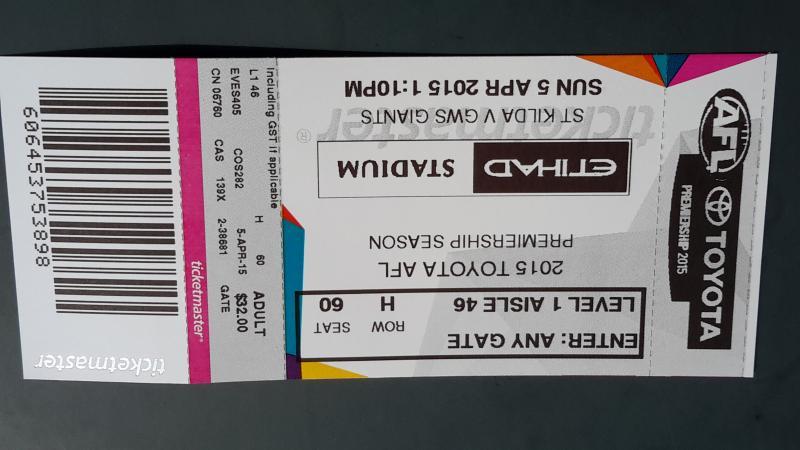 ENTER: ANY GATE
LEVEL 1 AISLE 46
ROW SEAT
H 60
2015 TOYOTA AFL
PREMIERSHIP SEASON
ETIHAD STADIUM
ST KILDA V GWS GIANTS
SUN 5 APR 2015 1:10PM
ticketmaster®
AFL
TOYOTA
PREMIERSHIP 2015
ADULT
$32.00
GATE
H 60
5-APR-15
2-38681
COS282
CAS 139X
L1 46
EVES405
CN 06760
Including GST if applicable
ticketmaster®
ticketmaster
606453753898